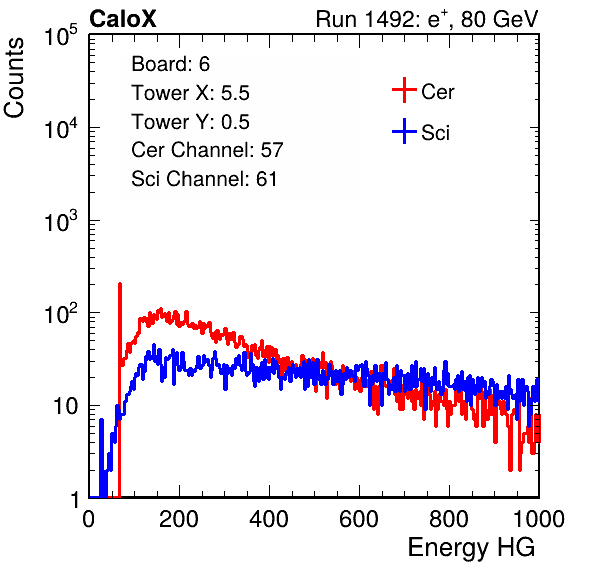 CaloX Run 1492: e⁺, 80 GeV
Counts
Board: 6
Tower X: 5.5
Tower Y: 0.5
Cer Channel: 57
Sci Channel: 61
Cer
Sci
10⁵
10⁴
10³
10²
10
1
0 200 400 600 800 1000
Energy HG